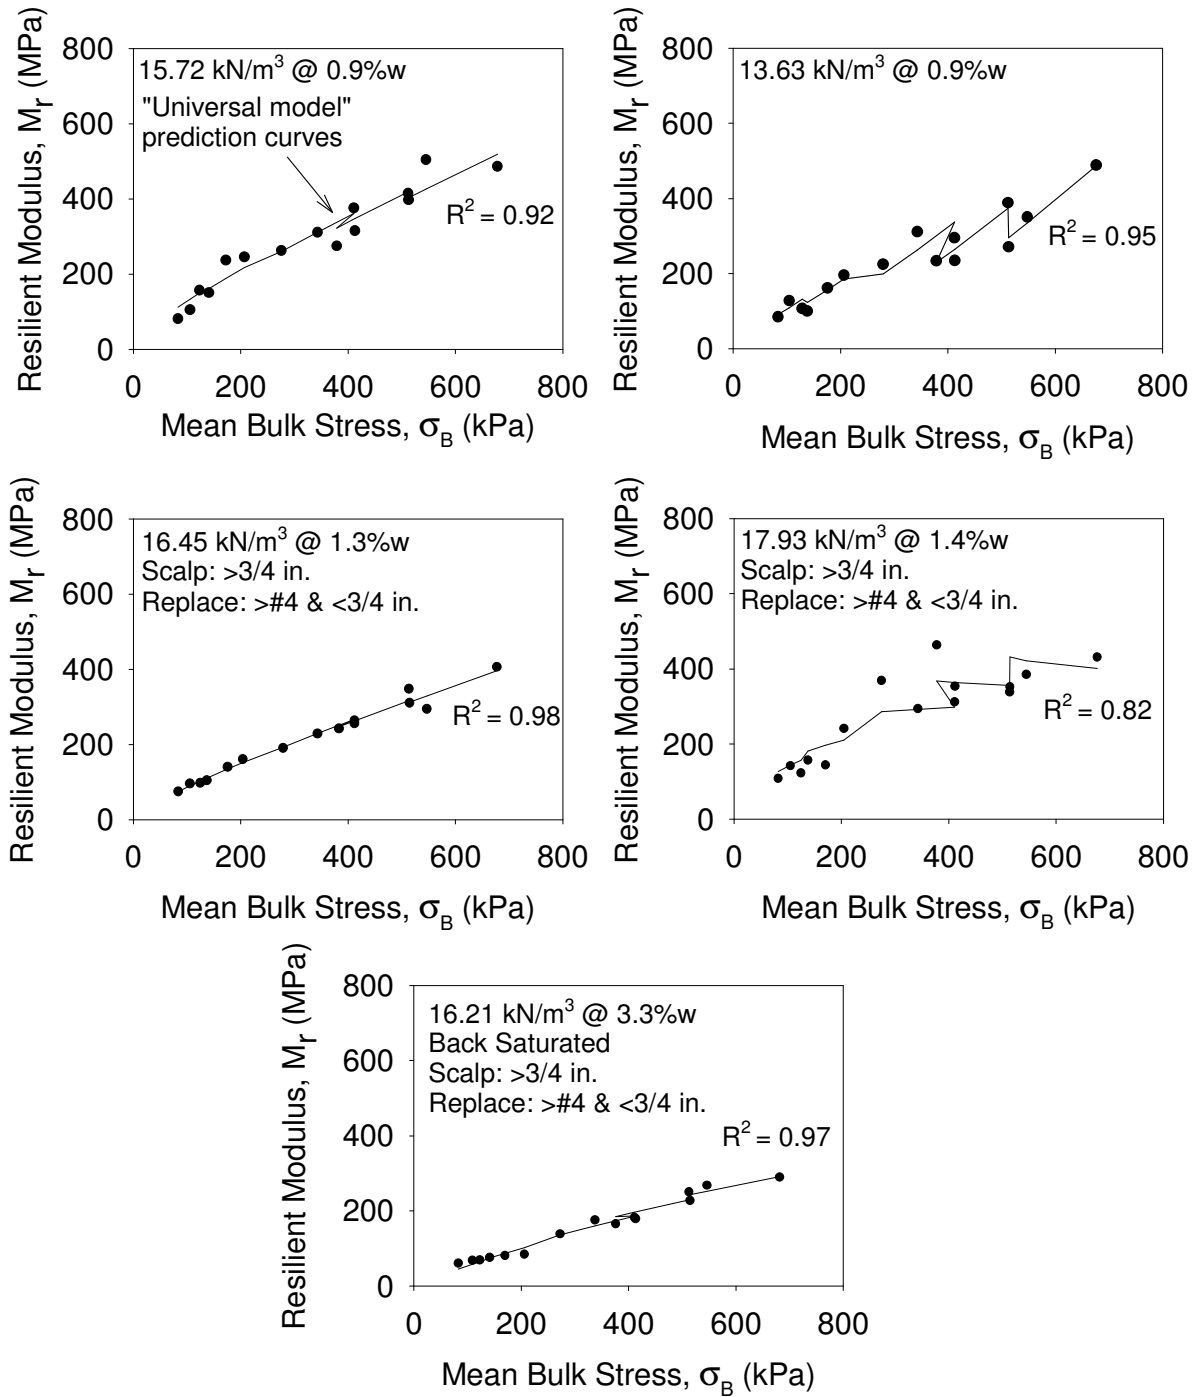 Resilient Modulus, Mr (MPa)
800
600
400
200
0
15.72 kN/m³ @ 0.9%w
"Universal model"
prediction curves
R² = 0.92
0 200 400 600 800
Mean Bulk Stress, σB (kPa)
Resilient Modulus, Mr (MPa)
800
600
400
200
0
13.63 kN/m³ @ 0.9%w
R² = 0.95
0 200 400 600 800
Mean Bulk Stress, σB (kPa)
Resilient Modulus, Mr (MPa)
800
600
400
200
0
16.45 kN/m³ @ 1.3%w
Scalp: >3/4 in.
Replace: >#4 & <3/4 in.
R² = 0.98
0 200 400 600 800
Mean Bulk Stress, σB (kPa)
Resilient Modulus, Mr (MPa)
800
600
400
200
0
17.93 kN/m³ @ 1.4%w
Scalp: >3/4 in.
Replace: >#4 & <3/4 in.
R² = 0.82
0 200 400 600 800
Mean Bulk Stress, σB (kPa)
Resilient Modulus, Mr (MPa)
800
600
400
200
0
16.21 kN/m³ @ 3.3%w
Back Saturated
Scalp: >3/4 in.
Replace: >#4 & <3/4 in.
R² = 0.97
0 200 400 600 800
Mean Bulk Stress, σB (kPa)